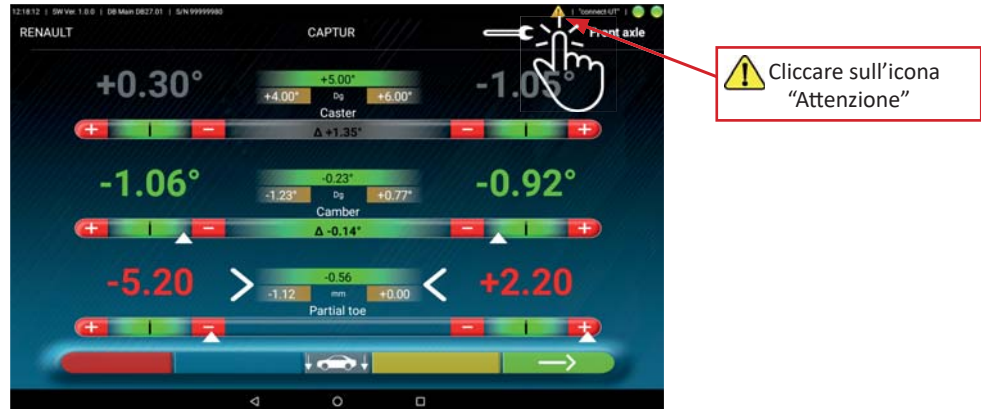 12:18:12 | SW Ver. 1.0.0 | DB Main DB27.01 | S/N 99999980
| "connect-UT" |
RENAULT
CAPTUR
Front axle
+0.30°
+5.00°
+4.00° Dg +6.00°
-1.05°
Caster
+ - Δ +1.35° - +
-1.06°
-0.23°
-1.23° Dg +0.77°
-0.92°
Camber
+ - Δ -0.14° - +
-5.20
-0.56
-1.12 mm +0.00
+2.20
Partial toe
+ - - +
Cliccare sull’icona
“Attenzione”